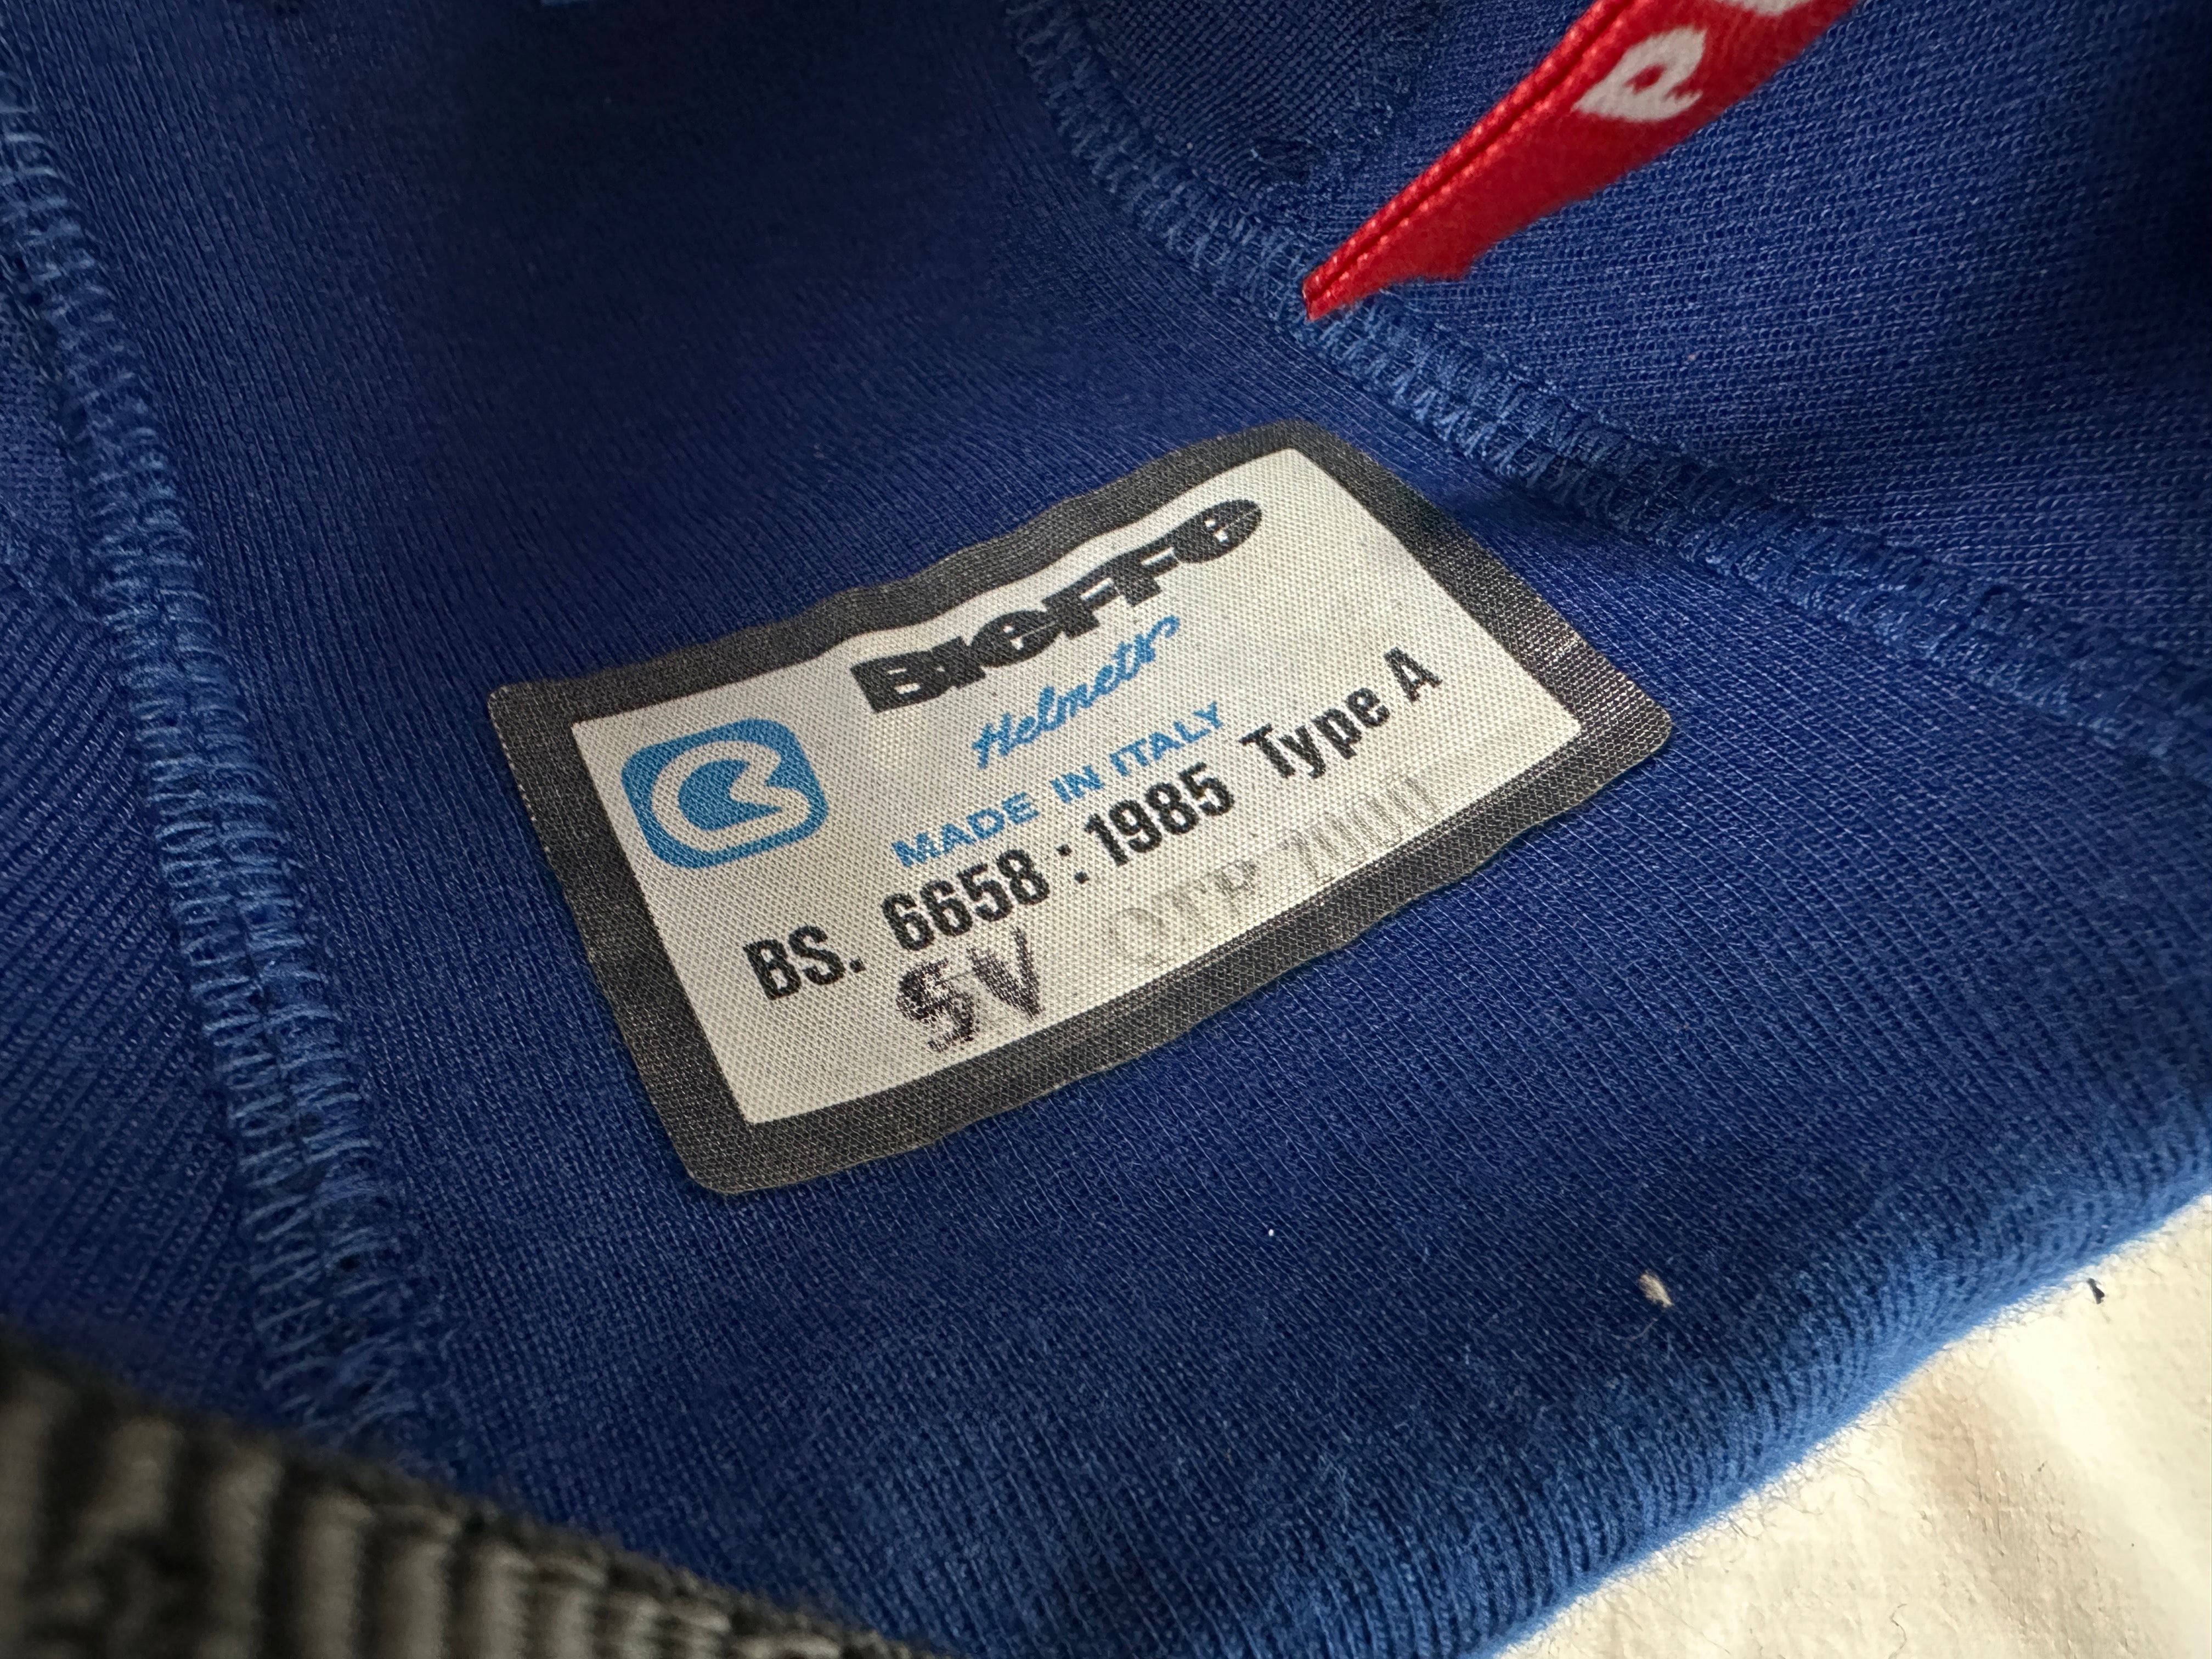 BIeFFe
Helmets
MADE IN ITALY
BS. 6658 : 1985 Type A
SV